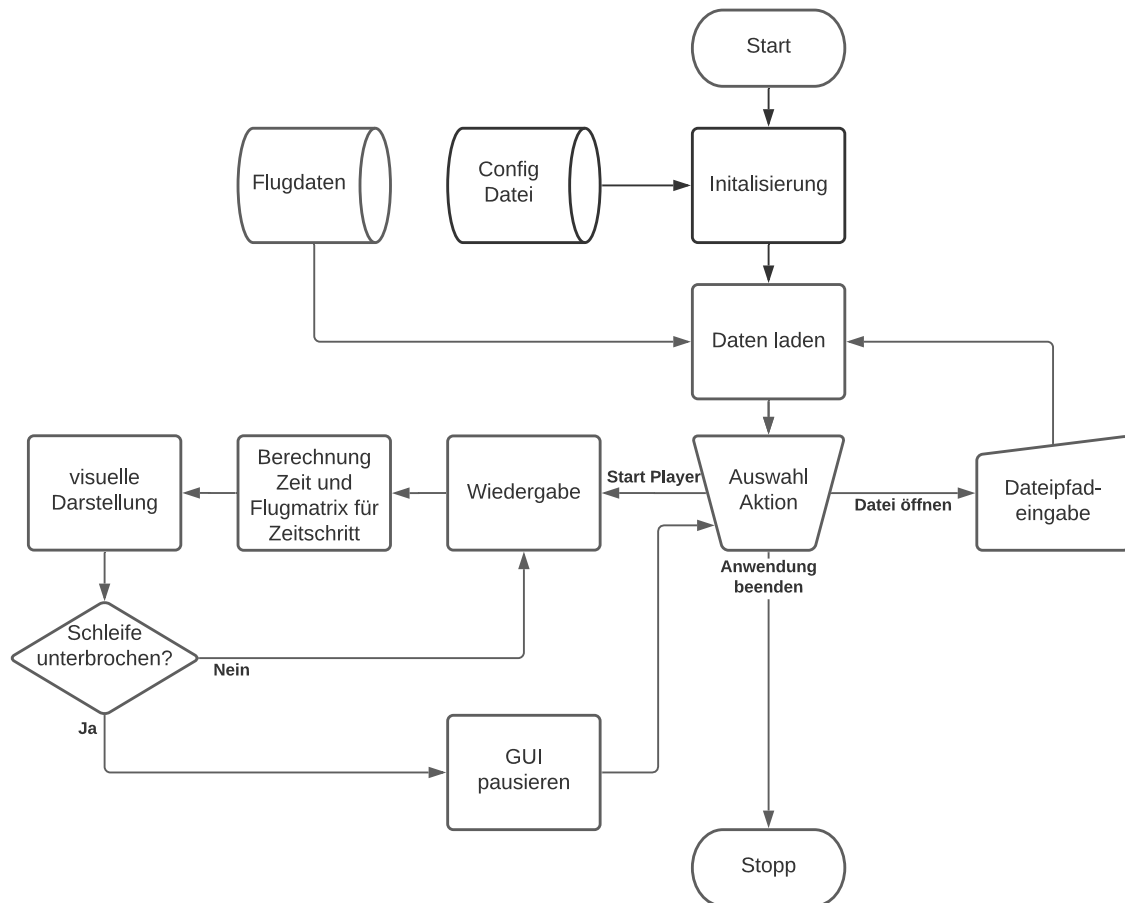 Start
Flugdaten
Config
Datei
Initalisierung
Daten laden
visuelle
Darstellung
Berechnung
Zeit und
Flugmatrix für
Zeitschritt
Wiedergabe
Start Player
Auswahl
Aktion
Datei öffnen
Dateipfad-
eingabe
Anwendung
beenden
Schleife
unterbrochen?
Nein
Ja
GUI
pausieren
Stopp